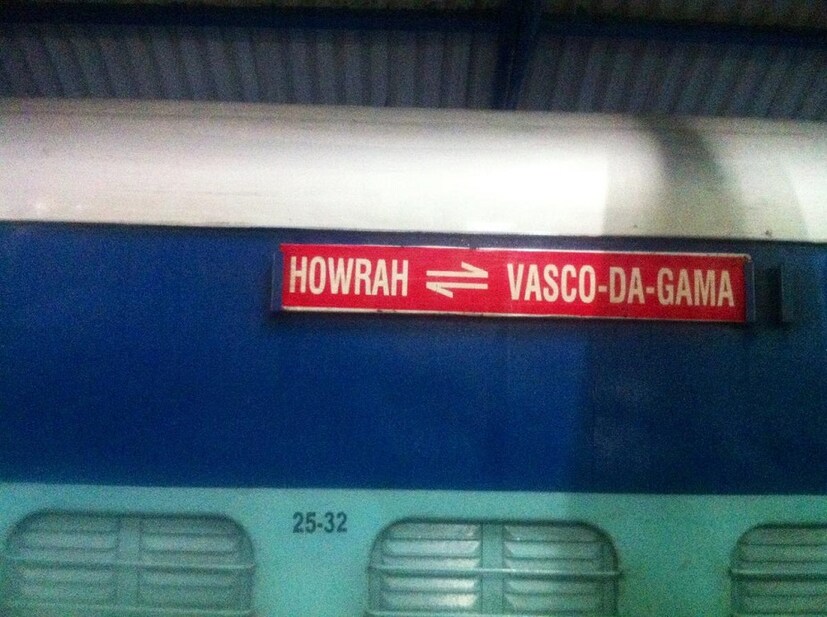 HOWRAH ⇌ VASCO-DA-GAMA
25-32